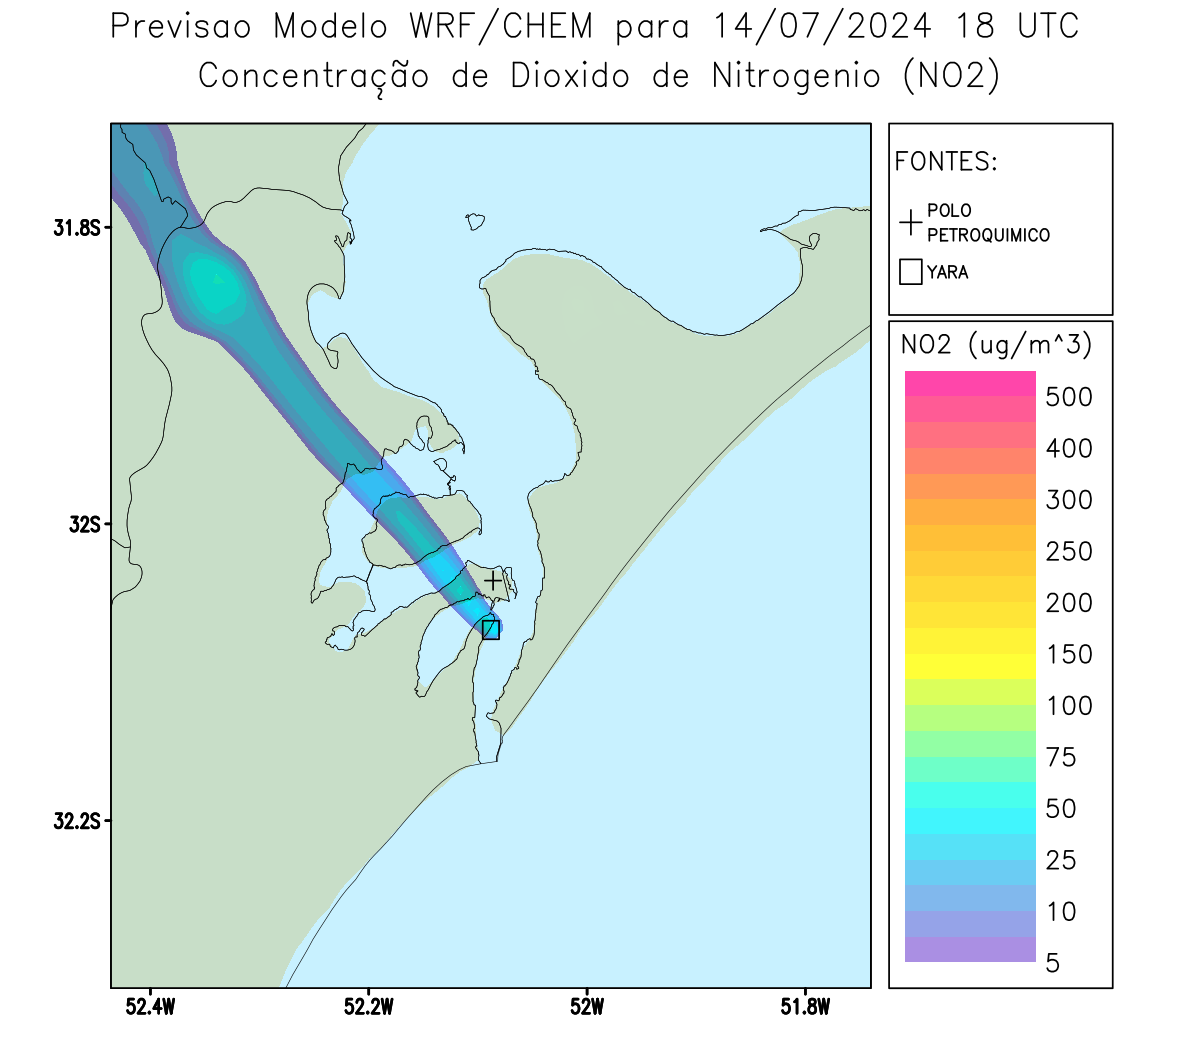 Previsao Modelo WRF/CHEM para 14/07/2024 18 UTC
Concentração de Dioxido de Nitrogenio (NO2)
FONTES:
POLO
PETROQUIMICO
YARA
31.8S
32S
32.2S
52.4W
52.2W
52W
51.8W
NO2 (ug/m^3)
500
400
300
250
200
150
100
75
50
25
10
5